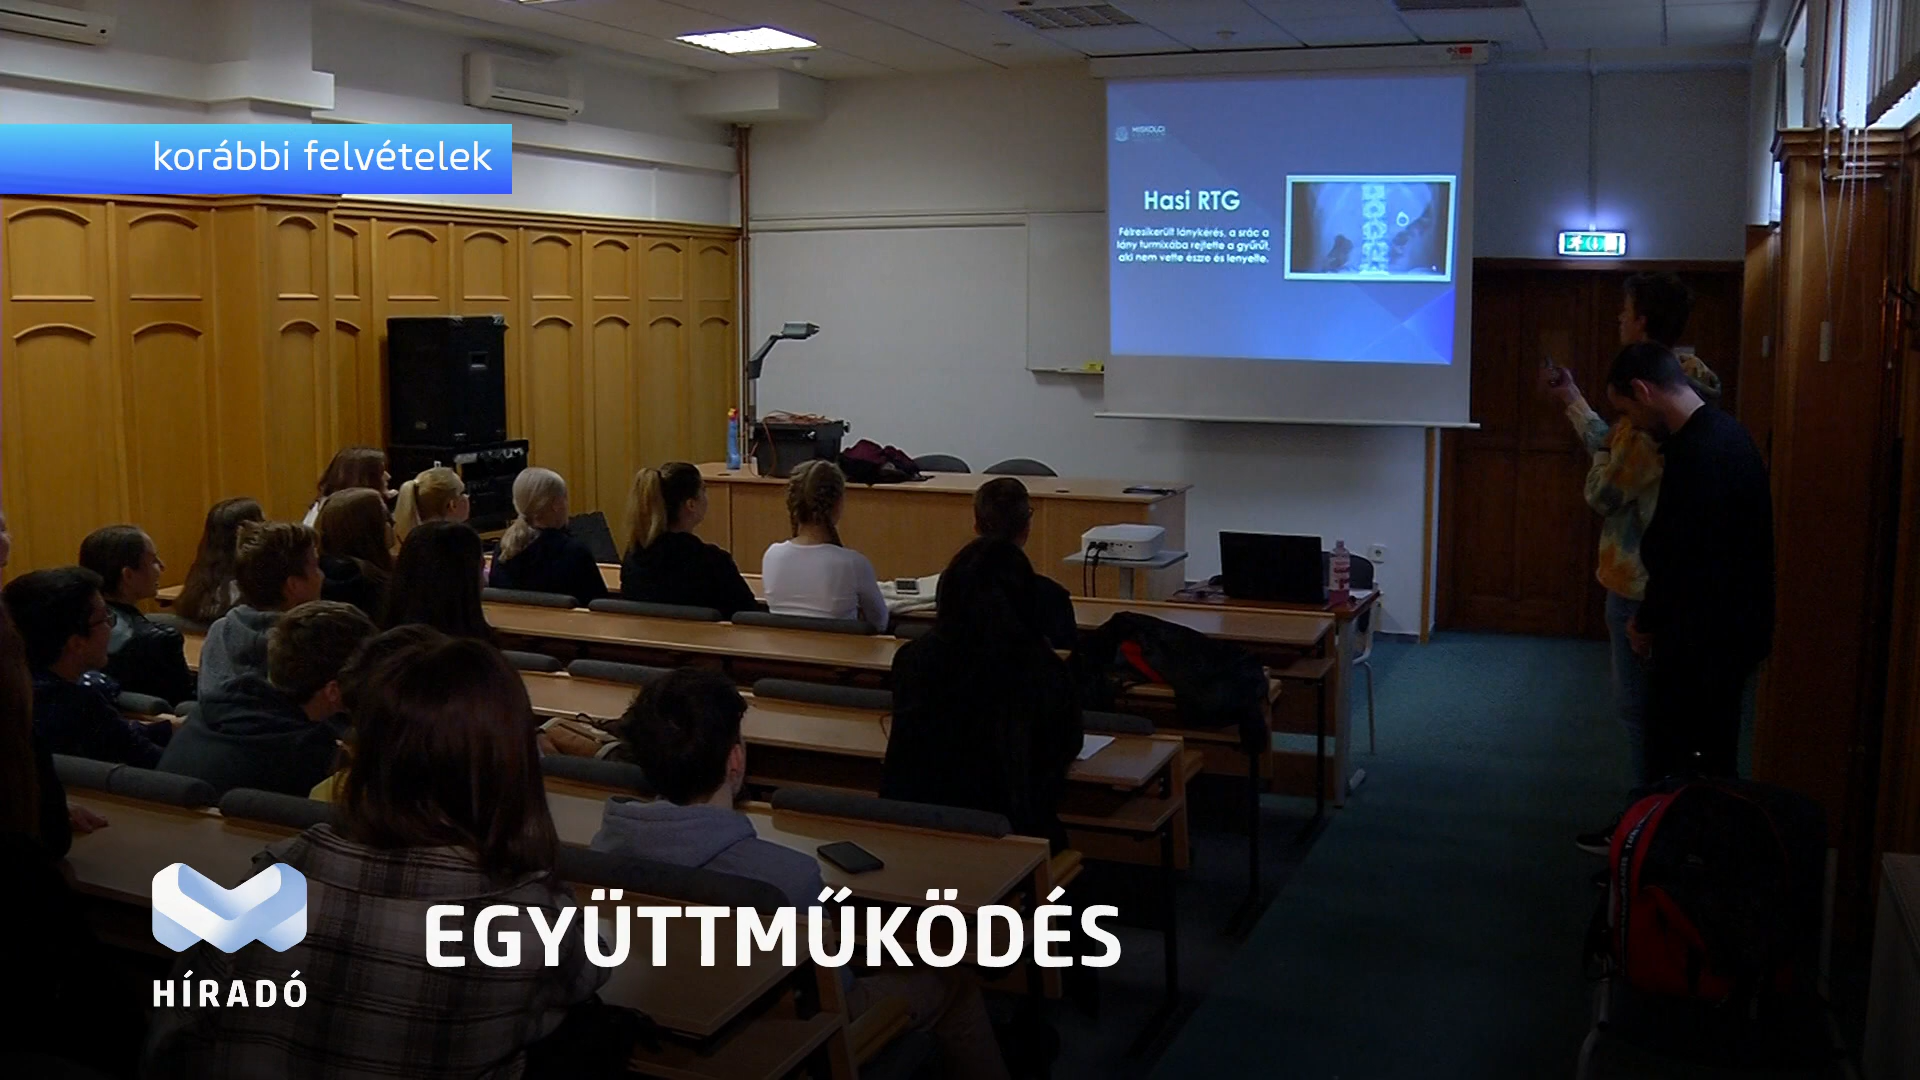 korábbi felvételek
MISKOLCI
Hasi RTG
Félresikerült lánykérés, a srác a
lány turmixába rejtette a gyűrűt,
aki nem vette észre és lenyelte.
EGYÜTTMŰKÖDÉS
HÍRADÓ